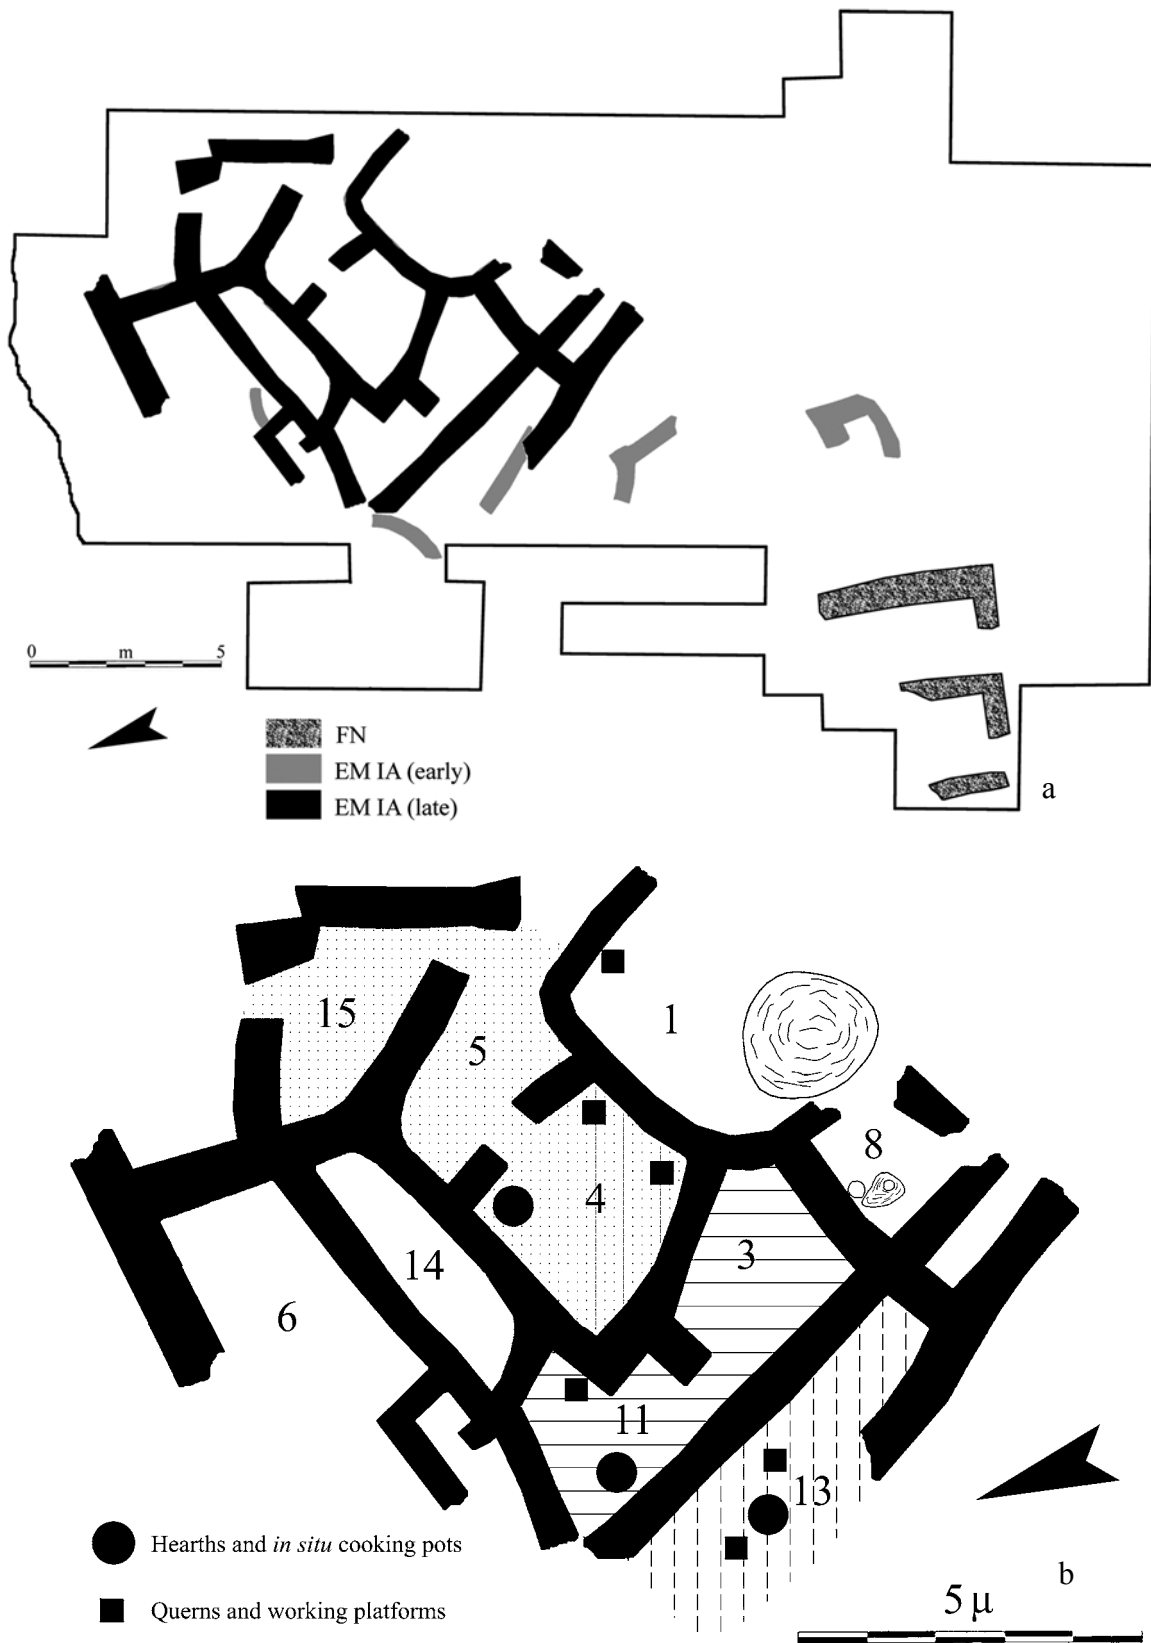 0 m 5
FN
EM IA (early)
EM IA (late)
a
15
5
1
8
4
3
14
6
11
13
Hearths and in situ cooking pots
Querns and working platforms
b
5 μ